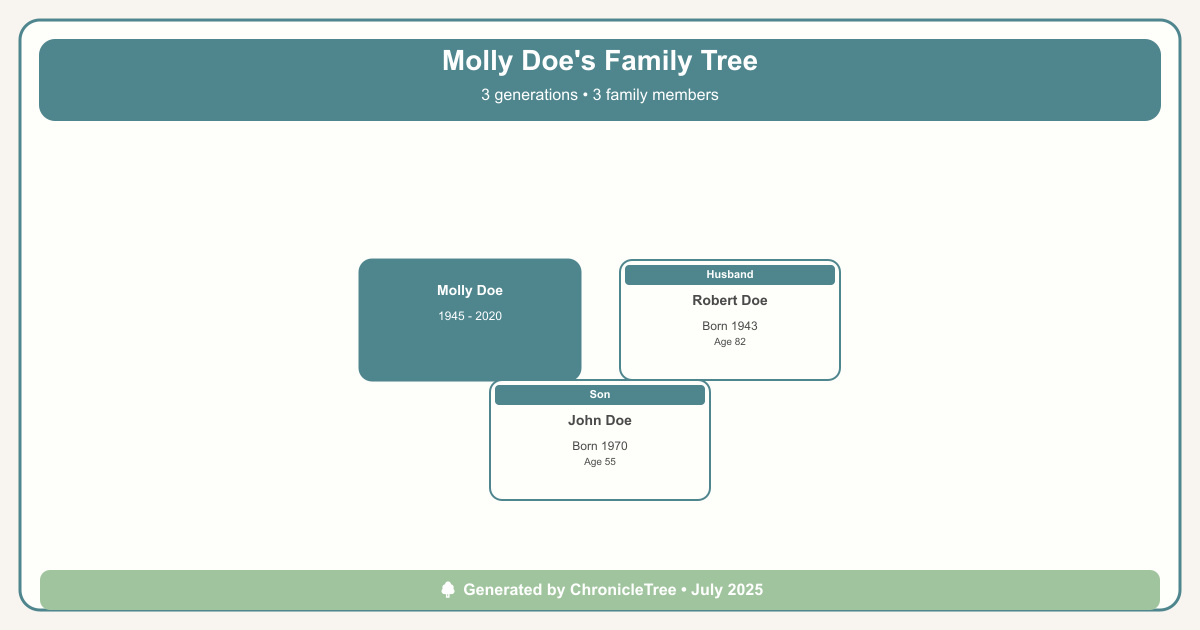 Molly Doe's Family Tree
3 generations • 3 family members
Molly Doe
1945 - 2020
Husband
Robert Doe
Born 1943
Age 82
Son
John Doe
Born 1970
Age 55
Generated by ChronicleTree • July 2025